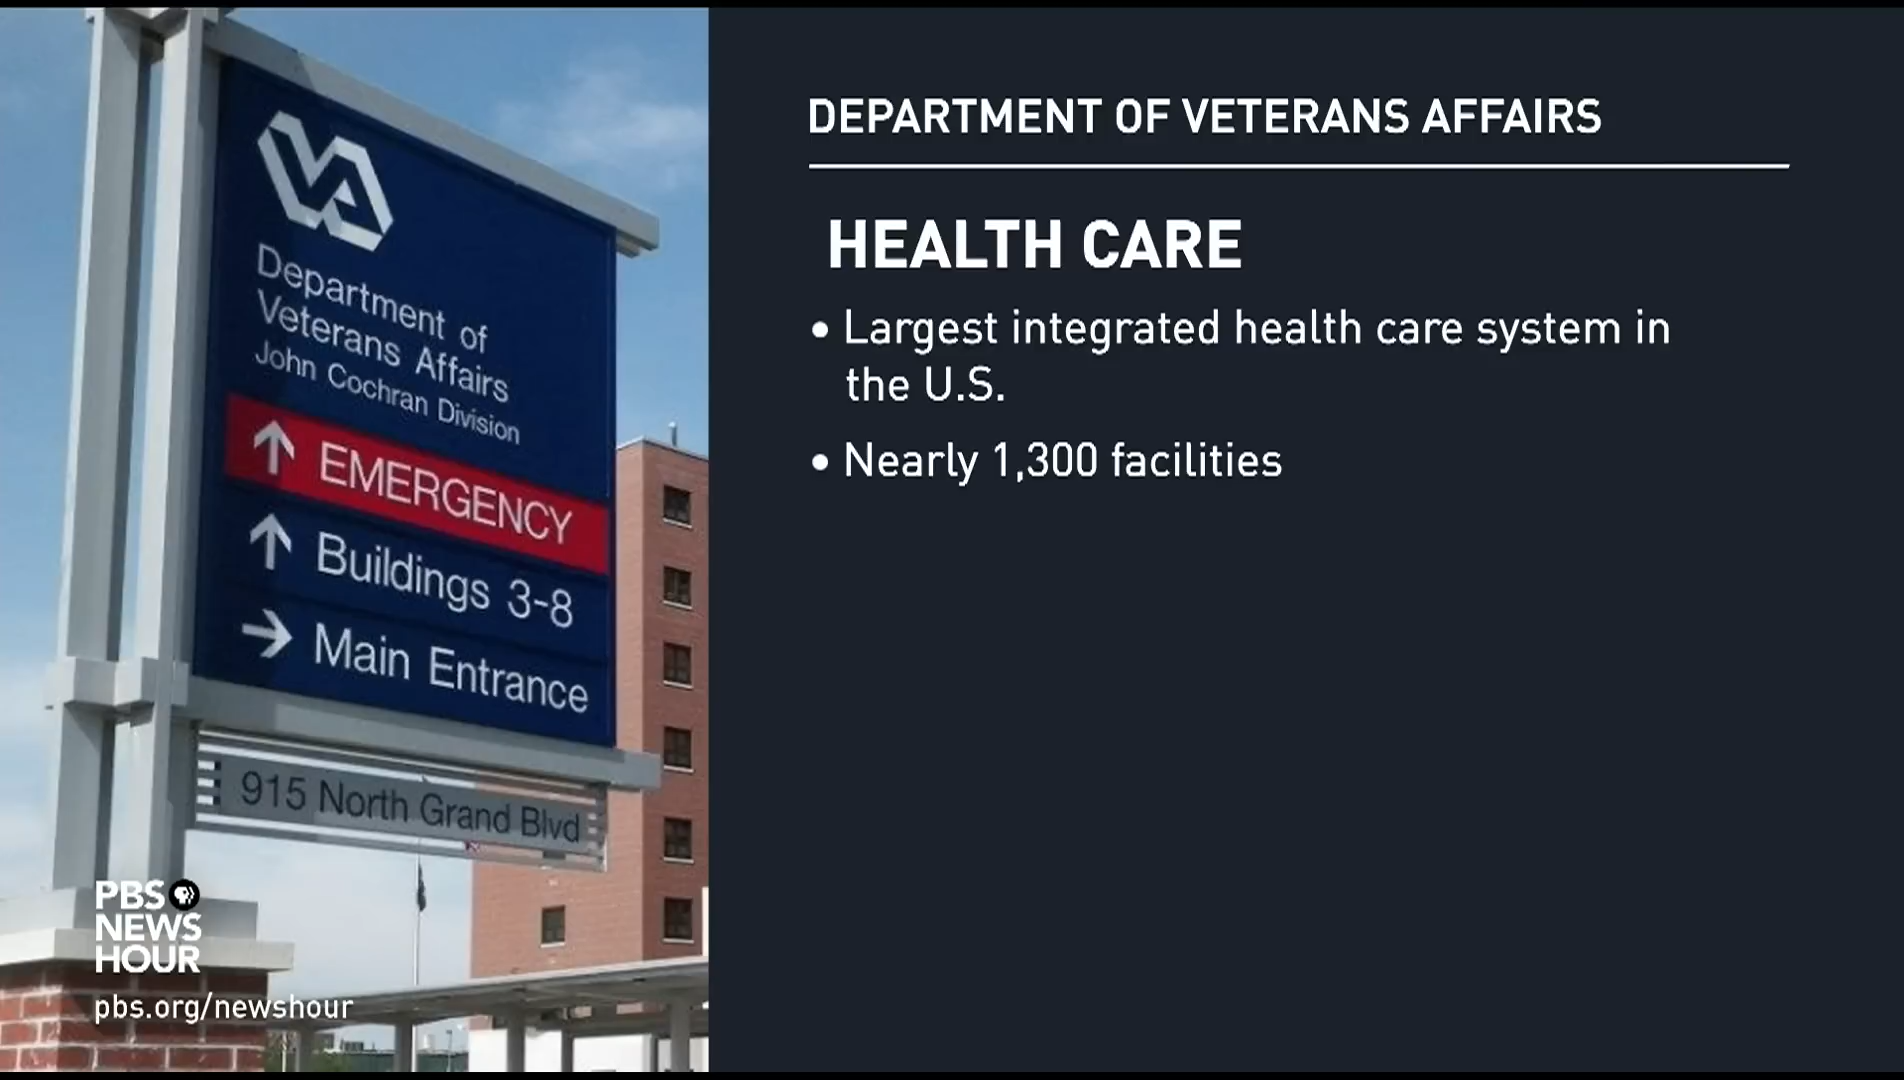 VA
Department of
Veterans Affairs
John Cochran Division
↑ EMERGENCY
↑ Buildings 3-8
→ Main Entrance
915 North Grand Blvd
PBS
NEWS
HOUR
pbs.org/newshour
DEPARTMENT OF VETERANS AFFAIRS
HEALTH CARE
• Largest integrated health care system in
the U.S.
• Nearly 1,300 facilities